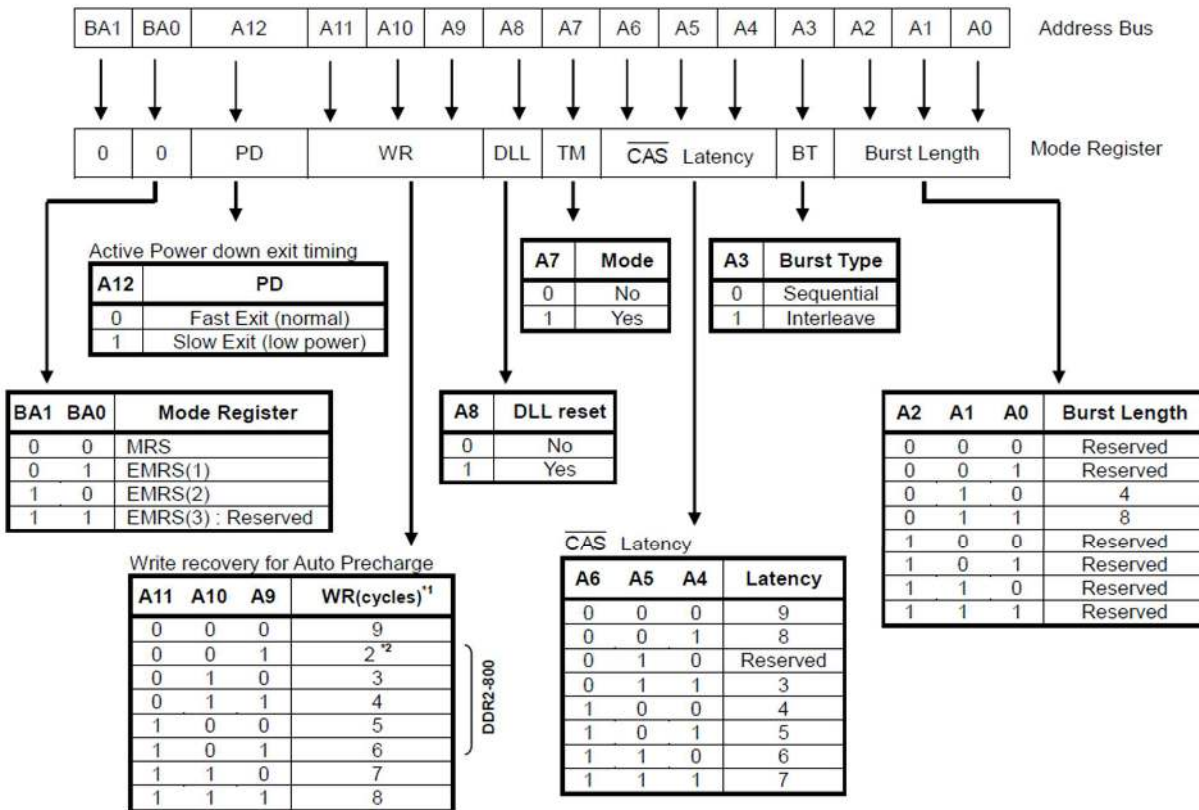 BA1 BA0 A12 A11 A10 A9 A8 A7 A6 A5 A4 A3 A2 A1 A0 Address Bus
0 0 PD WR DLL TM CAS Latency BT Burst Length Mode Register
Active Power down exit timing
A12 PD
0 Fast Exit (normal)
1 Slow Exit (low power)
A7 Mode
0 No
1 Yes
A3 Burst Type
0 Sequential
1 Interleave
BA1 BA0 Mode Register
0 0 MRS
0 1 EMRS(1)
1 0 EMRS(2)
1 1 EMRS(3) : Reserved
A8 DLL reset
0 No
1 Yes
A2 A1 A0 Burst Length
0 0 0 Reserved
0 0 1 Reserved
0 1 0 4
0 1 1 8
1 0 0 Reserved
1 0 1 Reserved
1 1 0 Reserved
1 1 1 Reserved
Write recovery for Auto Precharge
A11 A10 A9 WR(cycles)*1
0 0 0 9
0 0 1 2 *2
0 1 0 3
0 1 1 4
1 0 0 5
1 0 1 6
1 1 0 7
1 1 1 8
DDR2-800
CAS Latency
A6 A5 A4 Latency
0 0 0 9
0 0 1 8
0 1 0 Reserved
0 1 1 3
1 0 0 4
1 0 1 5
1 1 0 6
1 1 1 7